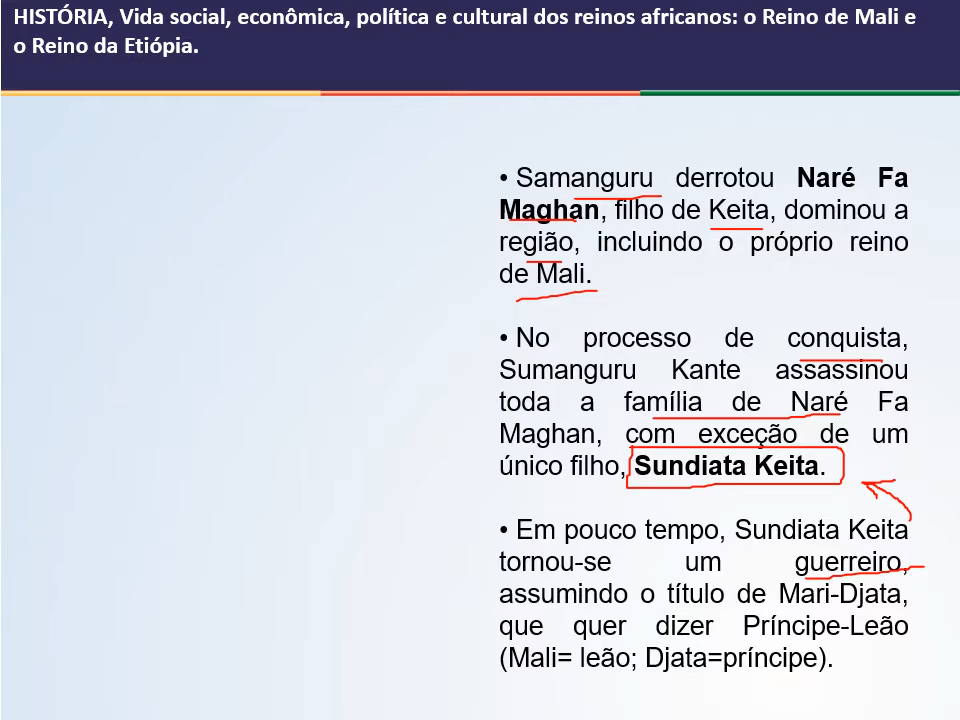 HISTÓRIA, Vida social, econômica, política e cultural dos reinos africanos: o Reino de Mali e
o Reino da Etiópia.
• Samanguru derrotou Naré Fa
Maghan, filho de Keita, dominou a
região, incluindo o próprio reino
de Mali.
• No processo de conquista,
Sumanguru Kante assassinou
toda a família de Naré Fa
Maghan, com exceção de um
único filho, Sundiata Keita.
• Em pouco tempo, Sundiata Keita
tornou-se um guerreiro,
assumindo o título de Mari-Djata,
que quer dizer Príncipe-Leão
(Mali= leão; Djata=príncipe).